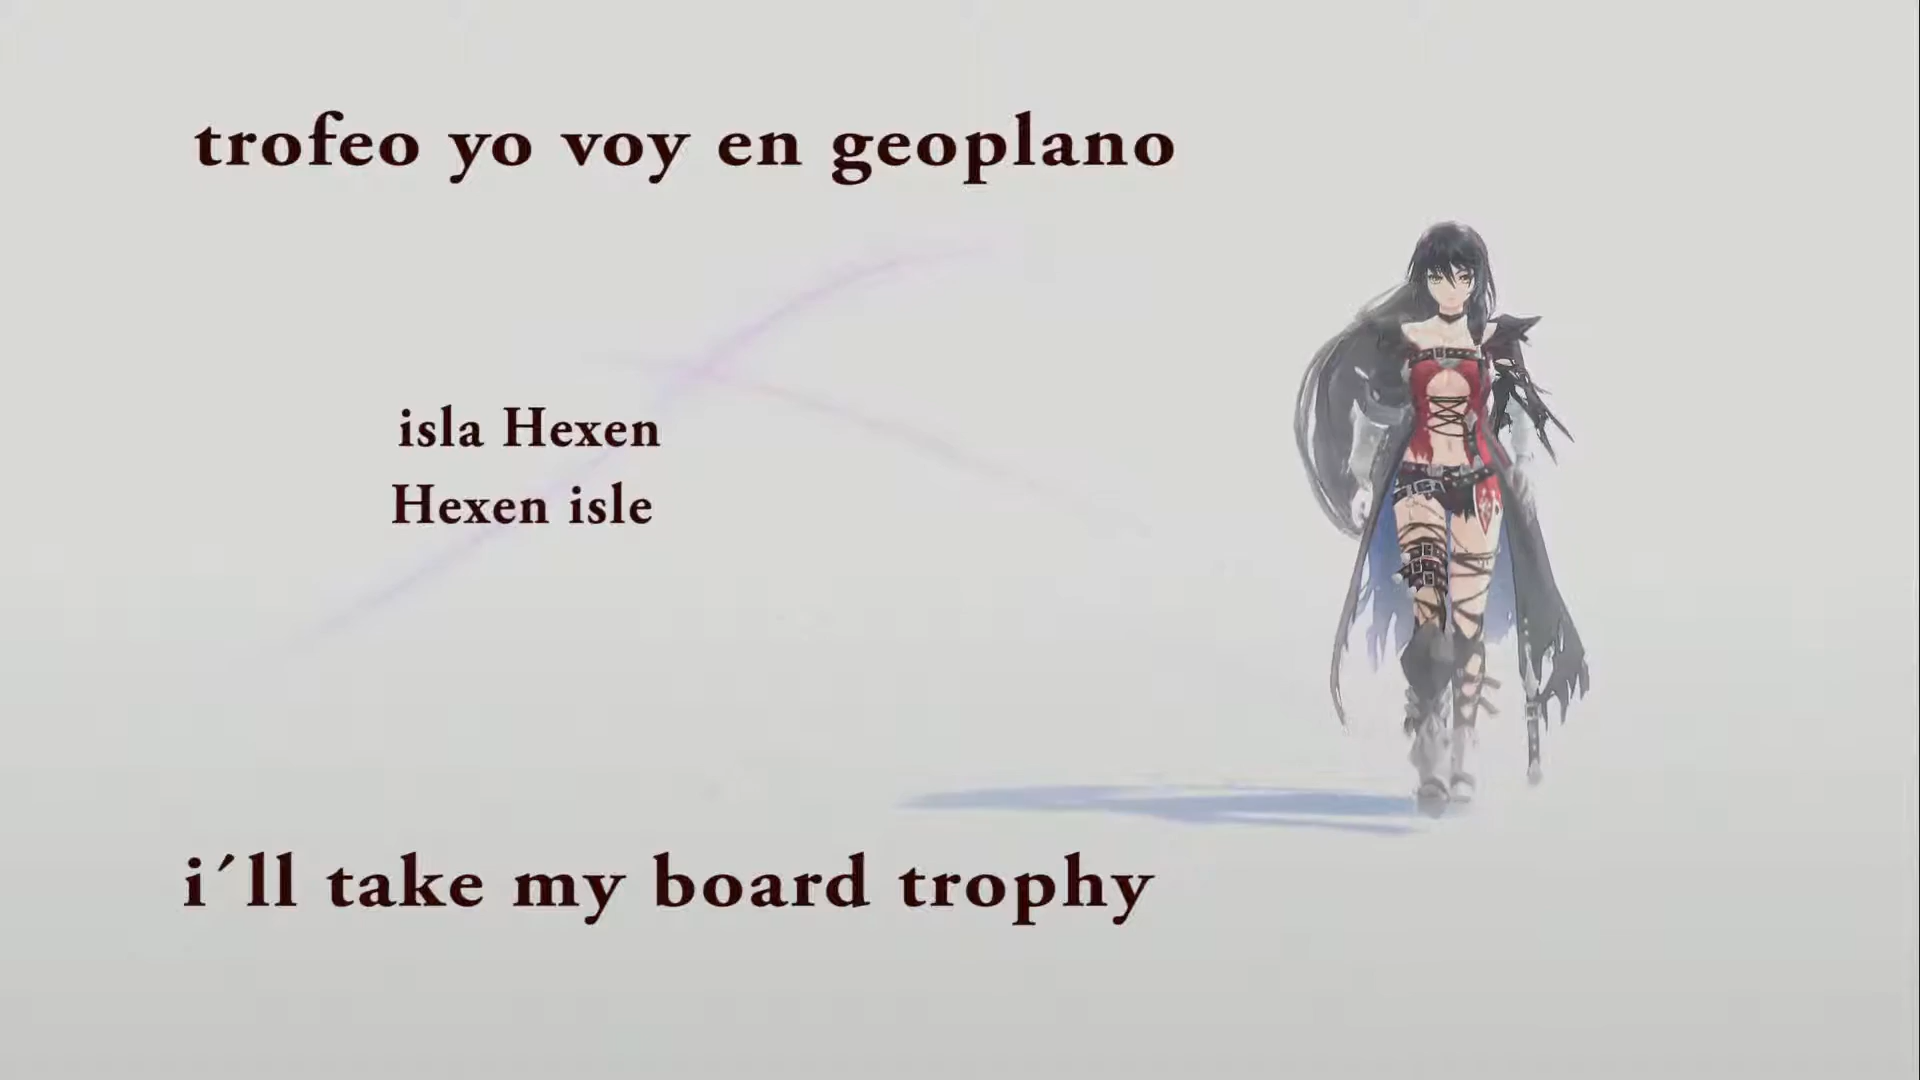 trofeo yo voy en geoplano
isla Hexen
Hexen isle
i´ll take my board trophy